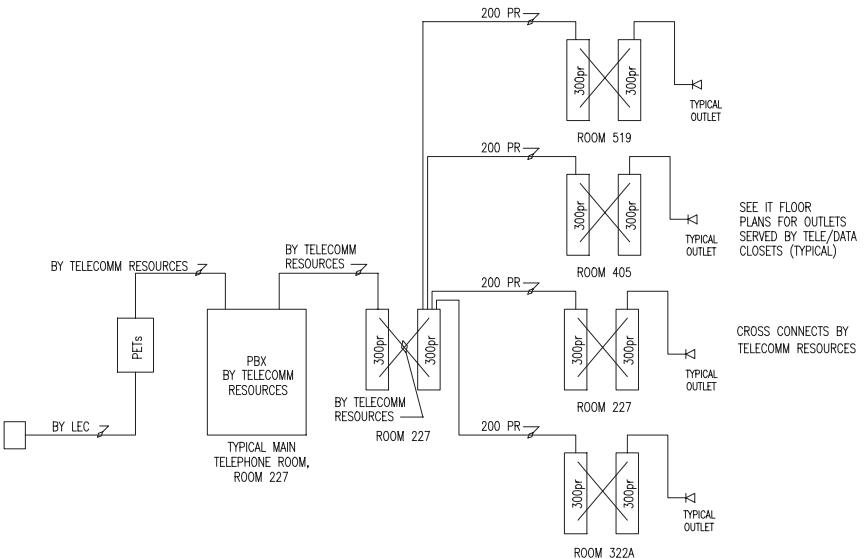 200 PR
300pr
300pr
TYPICAL
OUTLET
ROOM 519
200 PR
300pr
300pr
TYPICAL
OUTLET
ROOM 405
SEE IT FLOOR
PLANS FOR OUTLETS
SERVED BY TELE/DATA
CLOSETS (TYPICAL)
BY TELECOMM RESOURCES
BY TELECOMM
RESOURCES
PETs
PBX
BY TELECOMM
RESOURCES
300pr
300pr
BY TELECOMM
RESOURCES
ROOM 227
200 PR
300pr
300pr
TYPICAL
OUTLET
ROOM 227
CROSS CONNECTS BY
TELECOMM RESOURCES
BY LEC
TYPICAL MAIN
TELEPHONE ROOM,
ROOM 227
200 PR
300pr
300pr
TYPICAL
OUTLET
ROOM 322A